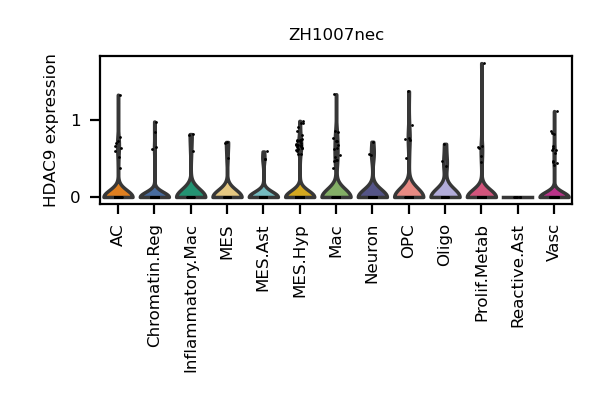 ZH1007nec
HDAC9 expression
1
0
AC
Chromatin.Reg
Inflammatory.Mac
MES
MES.Ast
MES.Hyp
Mac
Neuron
OPC
Oligo
Prolif.Metab
Reactive.Ast
Vasc